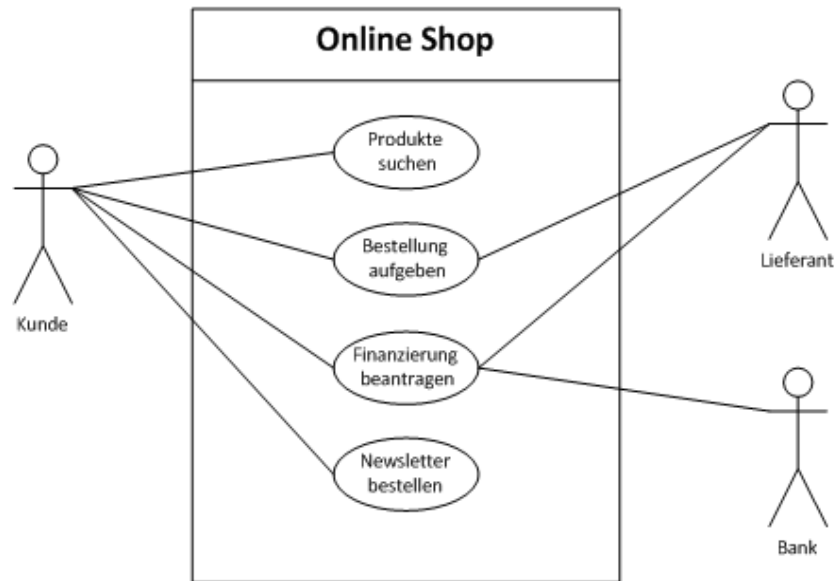 Online Shop
Produkte
suchen
Bestellung
aufgeben
Lieferant
Kunde
Finanzierung
beantragen
Newsletter
bestellen
Bank